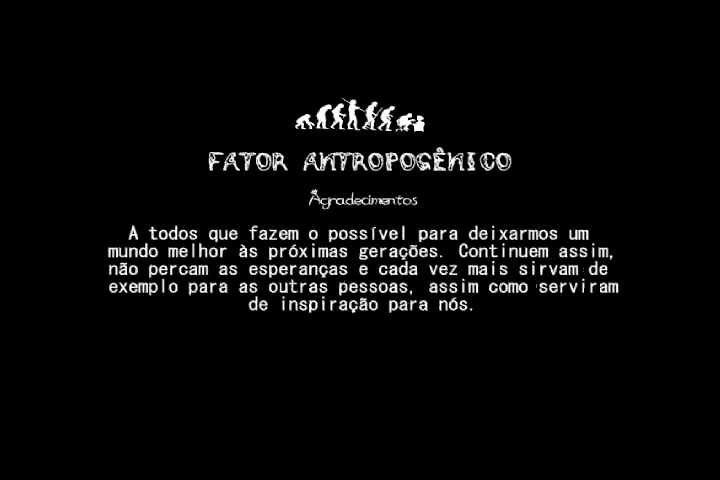 FATOR ANTROPOGÊNICO
Agradecimentos
A todos que fazem o possível para deixarmos um
mundo melhor às próximas gerações. Continuem assim,
não percam as esperanças e cada vez mais sirvam de
exemplo para as outras pessoas, assim como serviram
de inspiração para nós.